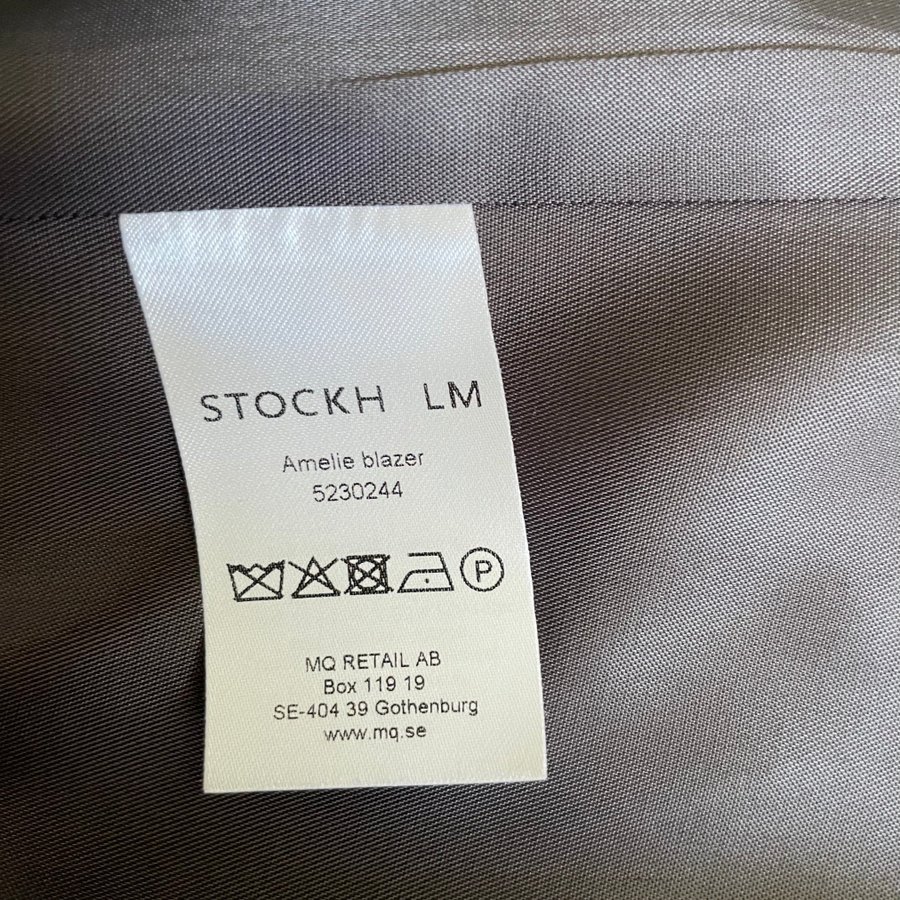 STOCKH LM
Amelie blazer
5230244
P
MQ RETAIL AB
Box 119 19
SE-404 39 Gothenburg
www.mq.se